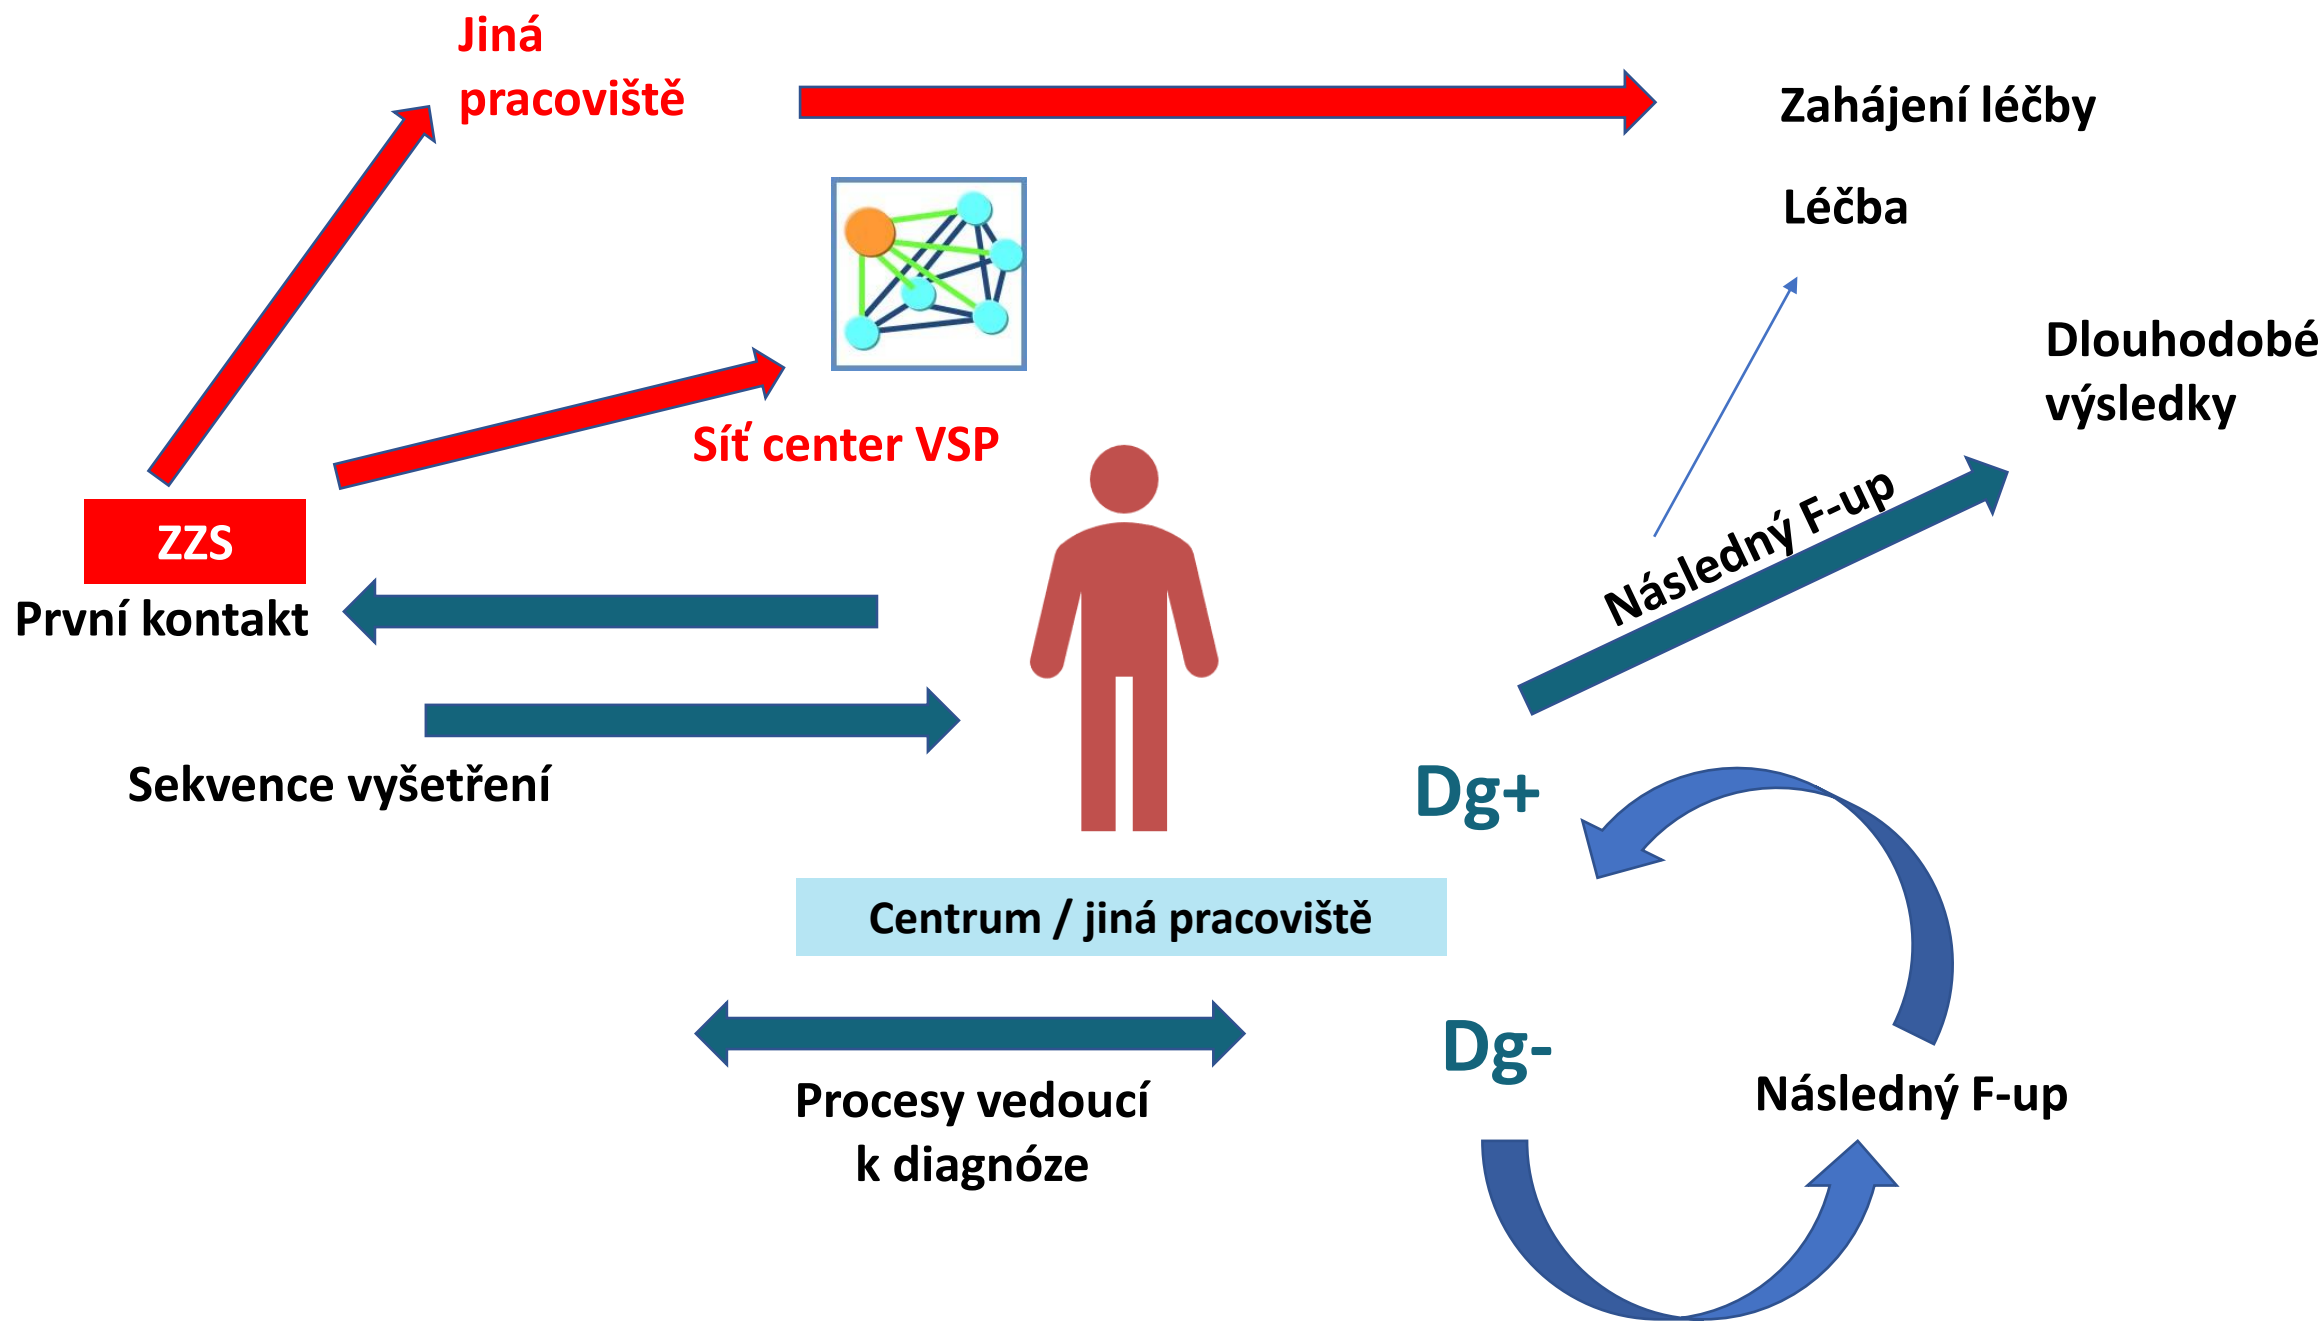 Jiná
pracoviště
Zahájení léčby
Léčba
Dlouhodobé
výsledky
Síť center VSP
Následný F-up
ZZS
První kontakt
Sekvence vyšetření
Dg+
Centrum / jiná pracoviště
Dg-
Procesy vedoucí
k diagnóze
Následný F-up